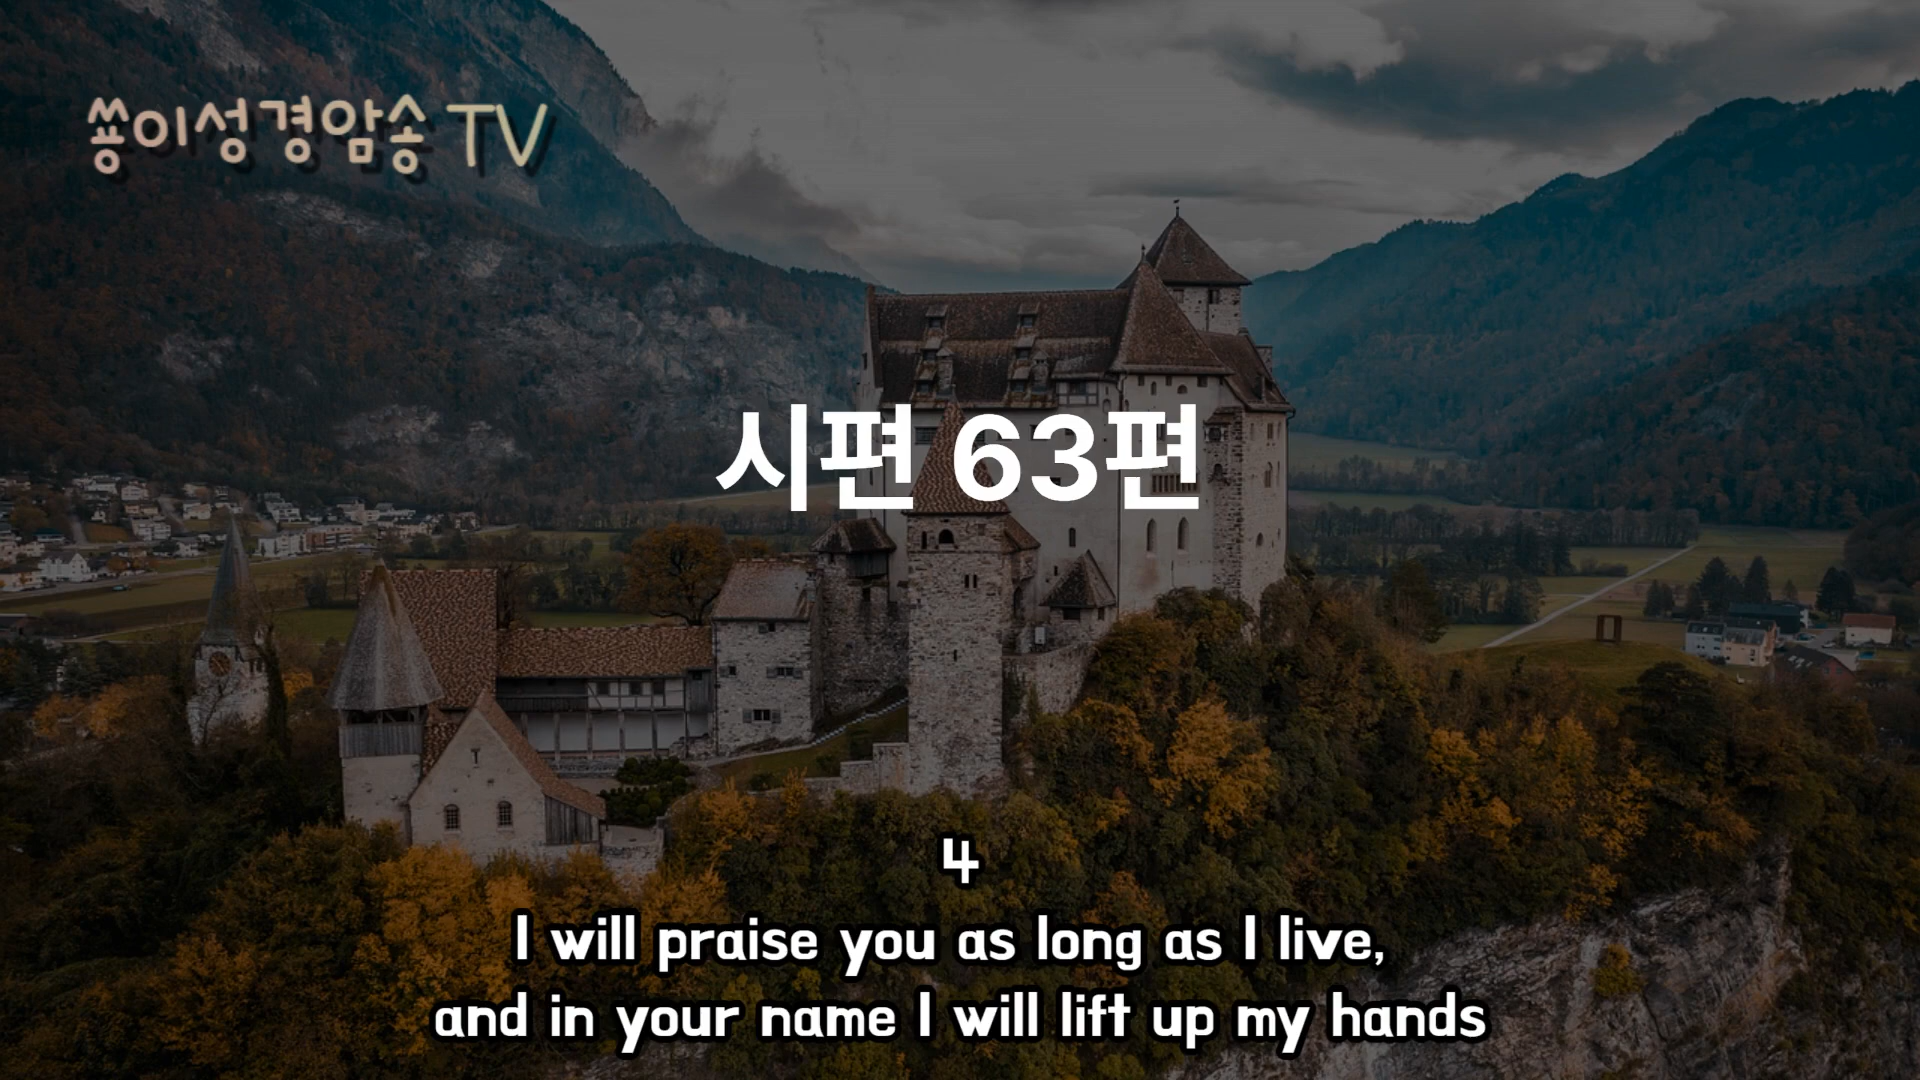 쏭이성경암송 TV
시편 63편
4
I will praise you as long as I live,
and in your name I will lift up my hands